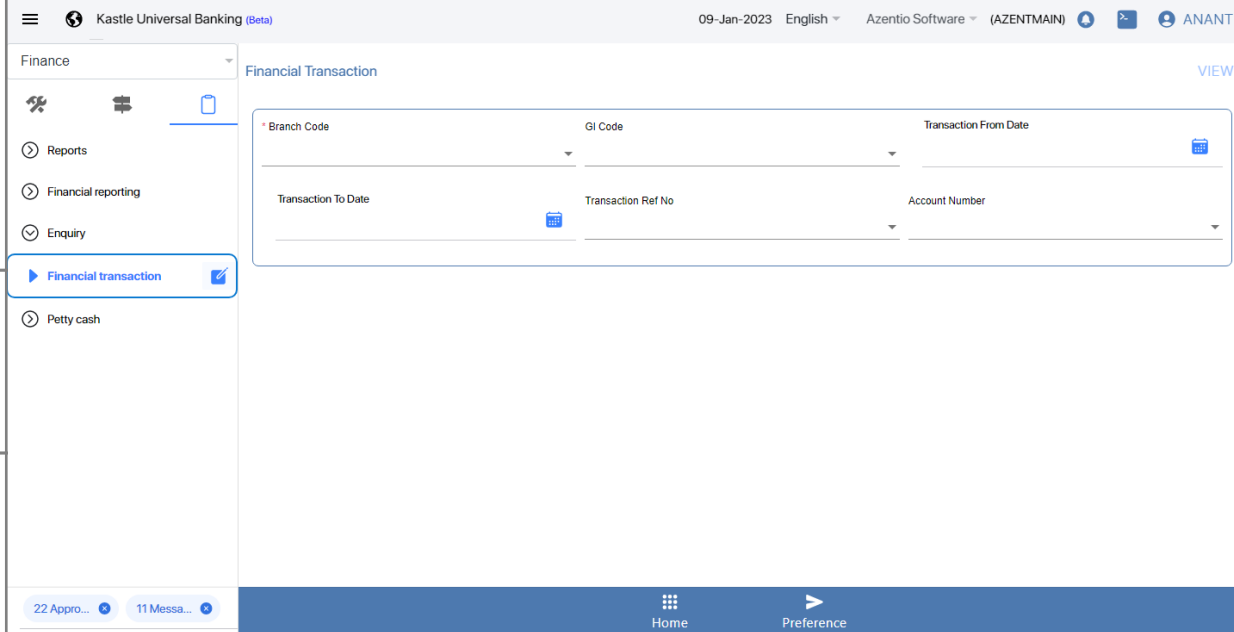 Kastle Universal Banking (Beta)
09-Jan-2023 English Azentio Software (AZENTMAIN) ANANT
Finance
Financial Transaction
VIEW
* Branch Code
GI Code
Transaction From Date
Transaction To Date
Transaction Ref No
Account Number
Reports
Financial reporting
Enquiry
Financial transaction
Petty cash
22 Appro...
11 Messa...
Home
Preference